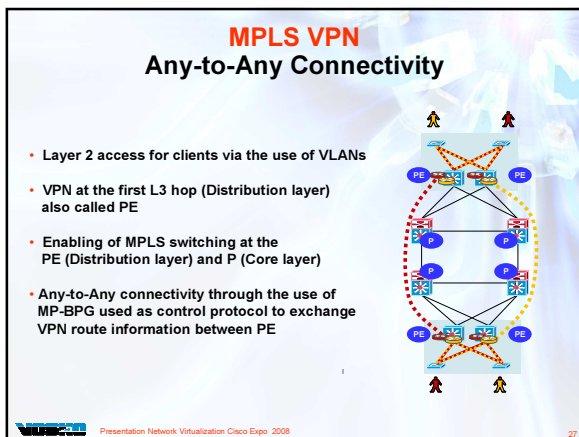 MPLS VPN
Any-to-Any Connectivity
• Layer 2 access for clients via the use of VLANs
• VPN at the first L3 hop (Distribution layer)
also called PE
• Enabling of MPLS switching at the
PE (Distribution layer) and P (Core layer)
• Any-to-Any connectivity through the use of
MP-BPG used as control protocol to exchange
VPN route information between PE
PE PE
P P
P P
PE PE
Presentation Network Virtualization Cisco Expo 2008
27